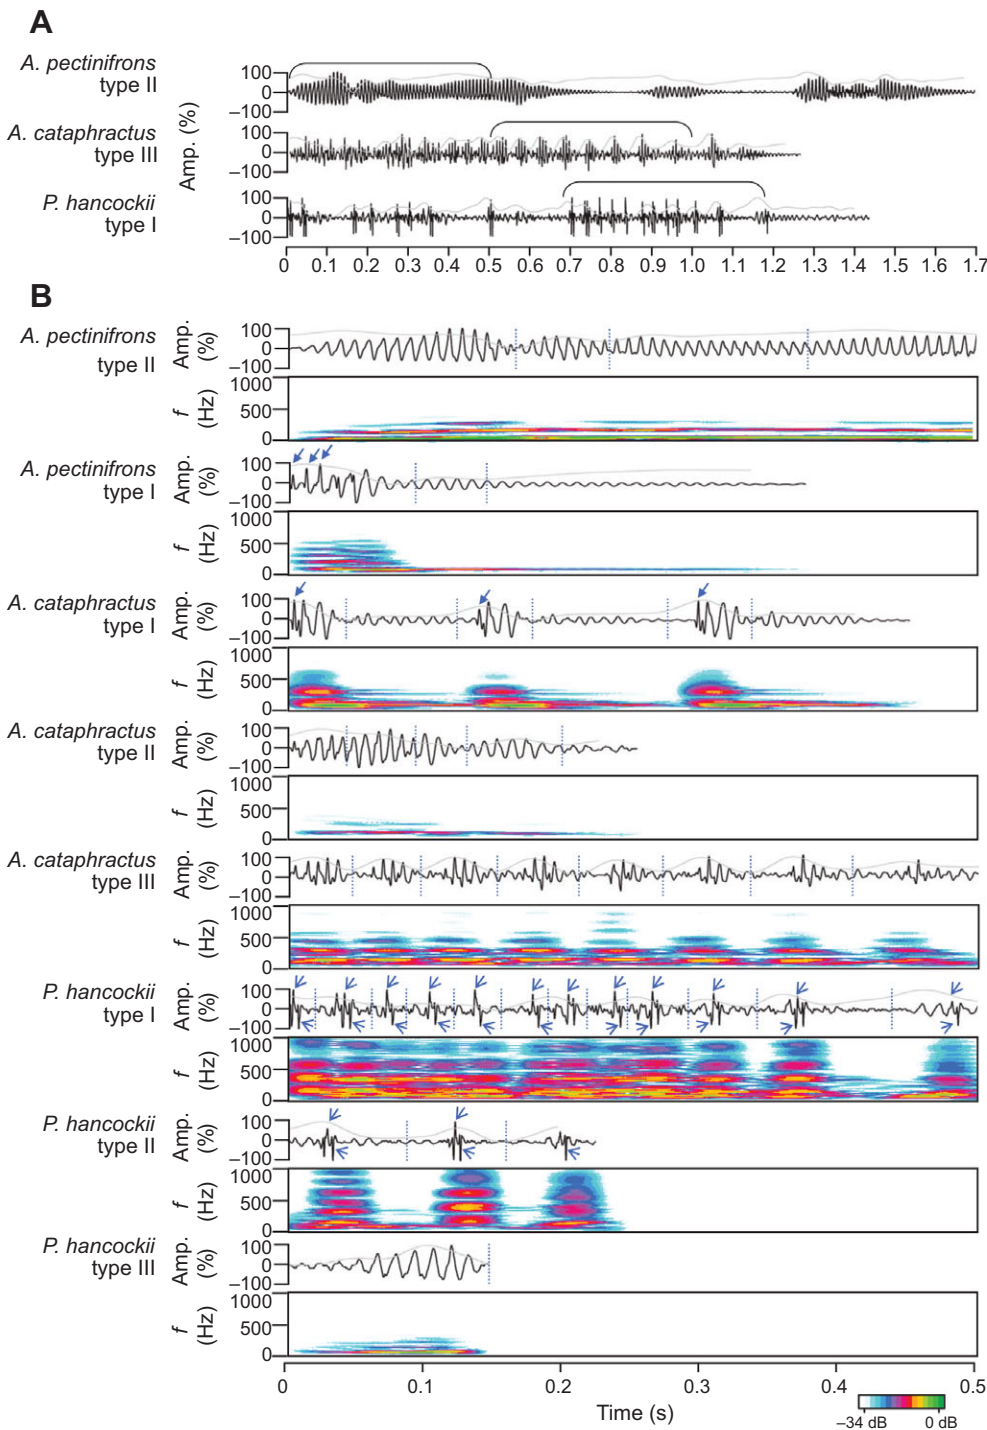 A
A. pectinifrons
type II
A. cataphractus
type III
P. hancockii
type I
Amp. (%)
100
0
–100
100
0
–100
100
0
–100
0 0.1 0.2 0.3 0.4 0.5 0.6 0.7 0.8 0.9 1.0 1.1 1.2 1.3 1.4 1.5 1.6 1.7
B
A. pectinifrons
type II
Amp.
(%)
100
0
–100
f
(Hz)
1000
500
0
A. pectinifrons
type I
Amp.
(%)
100
0
–100
f
(Hz)
1000
500
0
A. cataphractus
type I
Amp.
(%)
100
0
–100
f
(Hz)
1000
500
0
A. cataphractus
type II
Amp.
(%)
100
0
–100
f
(Hz)
1000
500
0
A. cataphractus
type III
Amp.
(%)
100
0
–100
f
(Hz)
1000
500
0
P. hancockii
type I
Amp.
(%)
100
0
–100
f
(Hz)
1000
500
0
P. hancockii
type II
Amp.
(%)
100
0
–100
f
(Hz)
1000
500
0
P. hancockii
type III
Amp.
(%)
100
0
–100
f
(Hz)
1000
500
0
0 0.1 0.2 0.3 0.4 0.5
Time (s)
–34 dB 0 dB